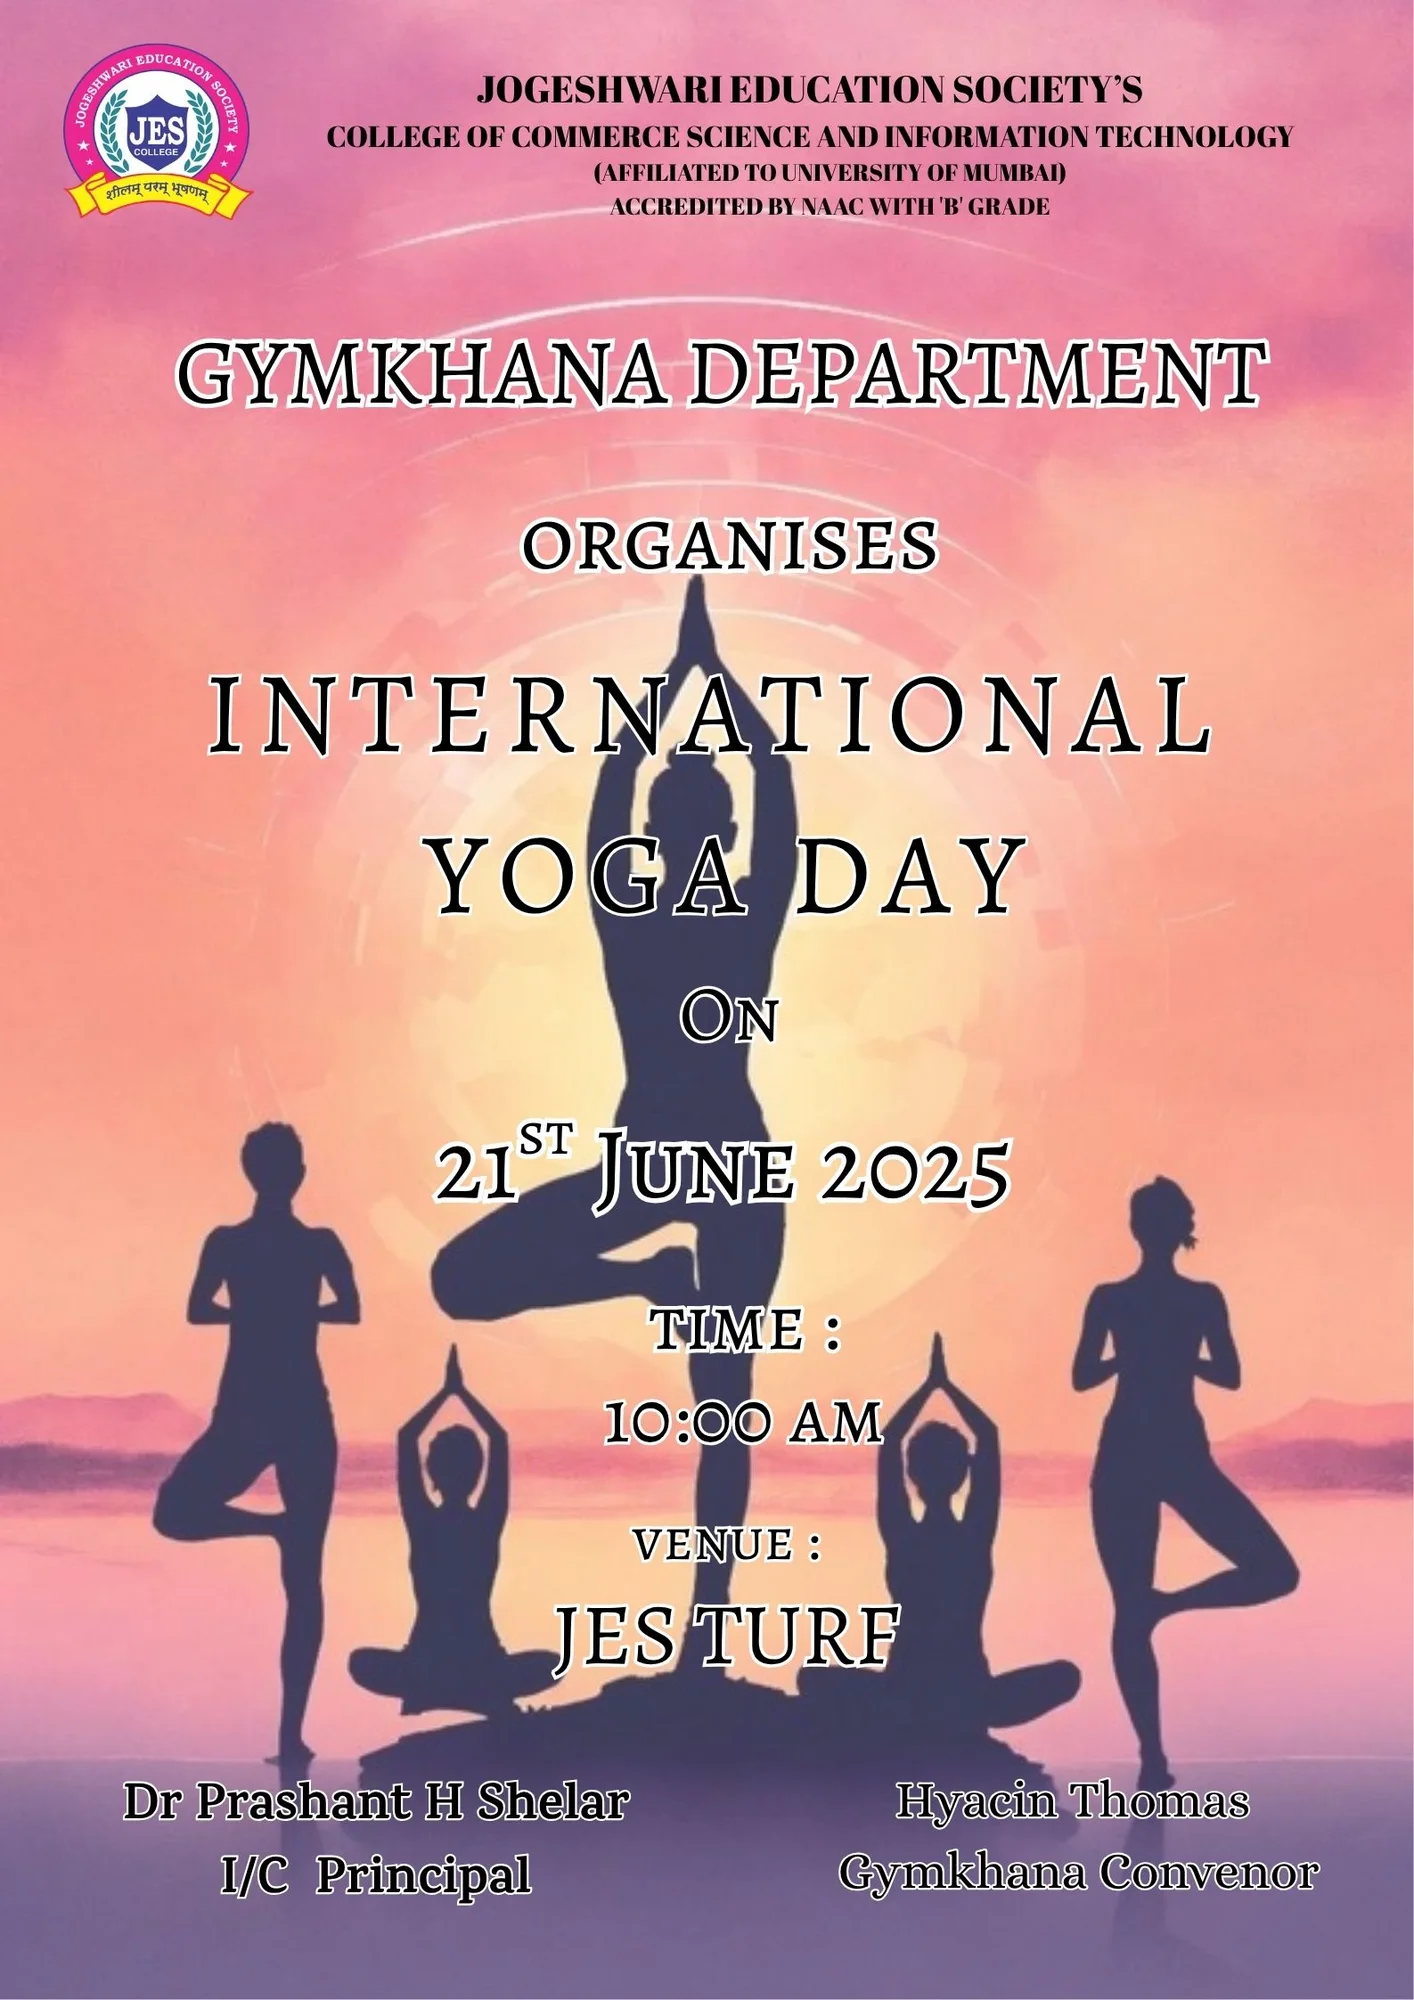 JOGESHWARI EDUCATION SOCIETY
JES
COLLEGE
शीलम् परम् भूषणम्
JOGESHWARI EDUCATION SOCIETY'S
COLLEGE OF COMMERCE SCIENCE AND INFORMATION TECHNOLOGY
(AFFILIATED TO UNIVERSITY OF MUMBAI)
ACCREDITED BY NAAC WITH 'B' GRADE
GYMKHANA DEPARTMENT
ORGANISES
INTERNATIONAL
YOGA DAY
ON
21ST JUNE 2025
TIME :
10:00 AM
VENUE :
JES TURF
Dr Prashant H Shelar
I/C Principal
Hyacin Thomas
Gymkhana Convenor